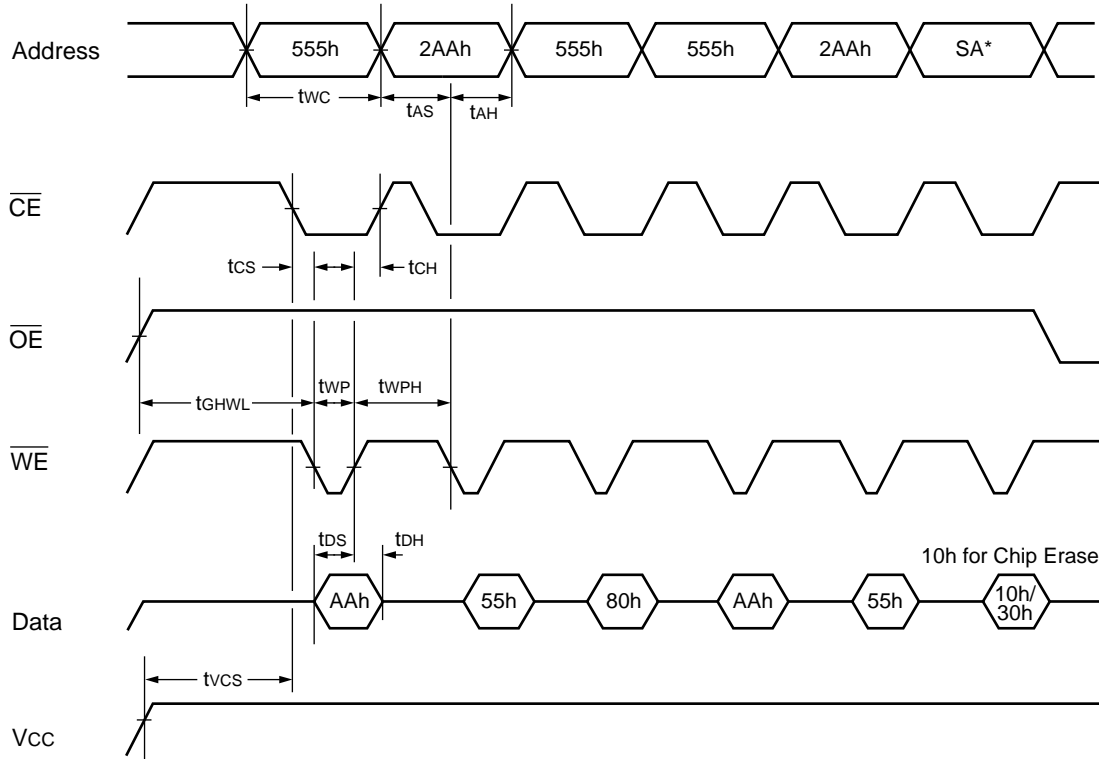 Address 555h 2AAh 555h 555h 2AAh SA*
tWC tAS tAH
CE
tCS tCH
OE
tGHWL tWP tWPH
WE
tDS tDH
10h for Chip Erase
Data AAh 55h 80h AAh 55h 10h/
30h
tVCS
VCC